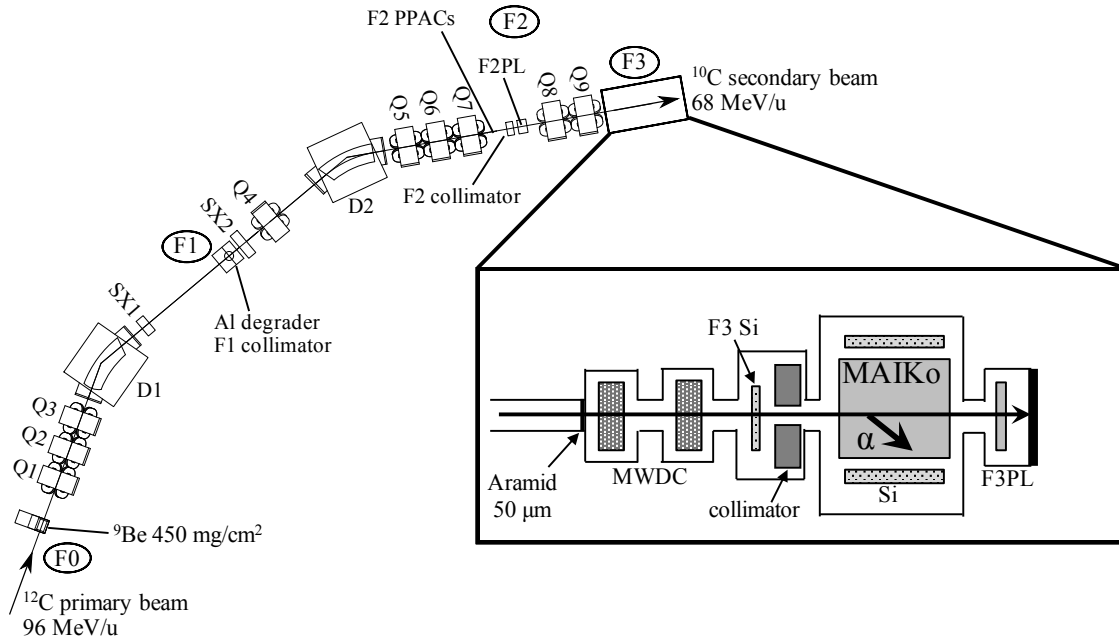 F2 PPACs
F2
F2PL
F3
¹⁰C secondary beam
68 MeV/u
Q5
Q6
Q7
Q8
Q9
F2 collimator
D2
Q4
SX2
F1
SX1
Al degrader
F1 collimator
D1
Q3
Q2
Q1
⁹Be 450 mg/cm²
F0
¹²C primary beam
96 MeV/u
F3 Si
MAIKo
α
MWDC
Aramid
50 μm
collimator
Si
F3PL